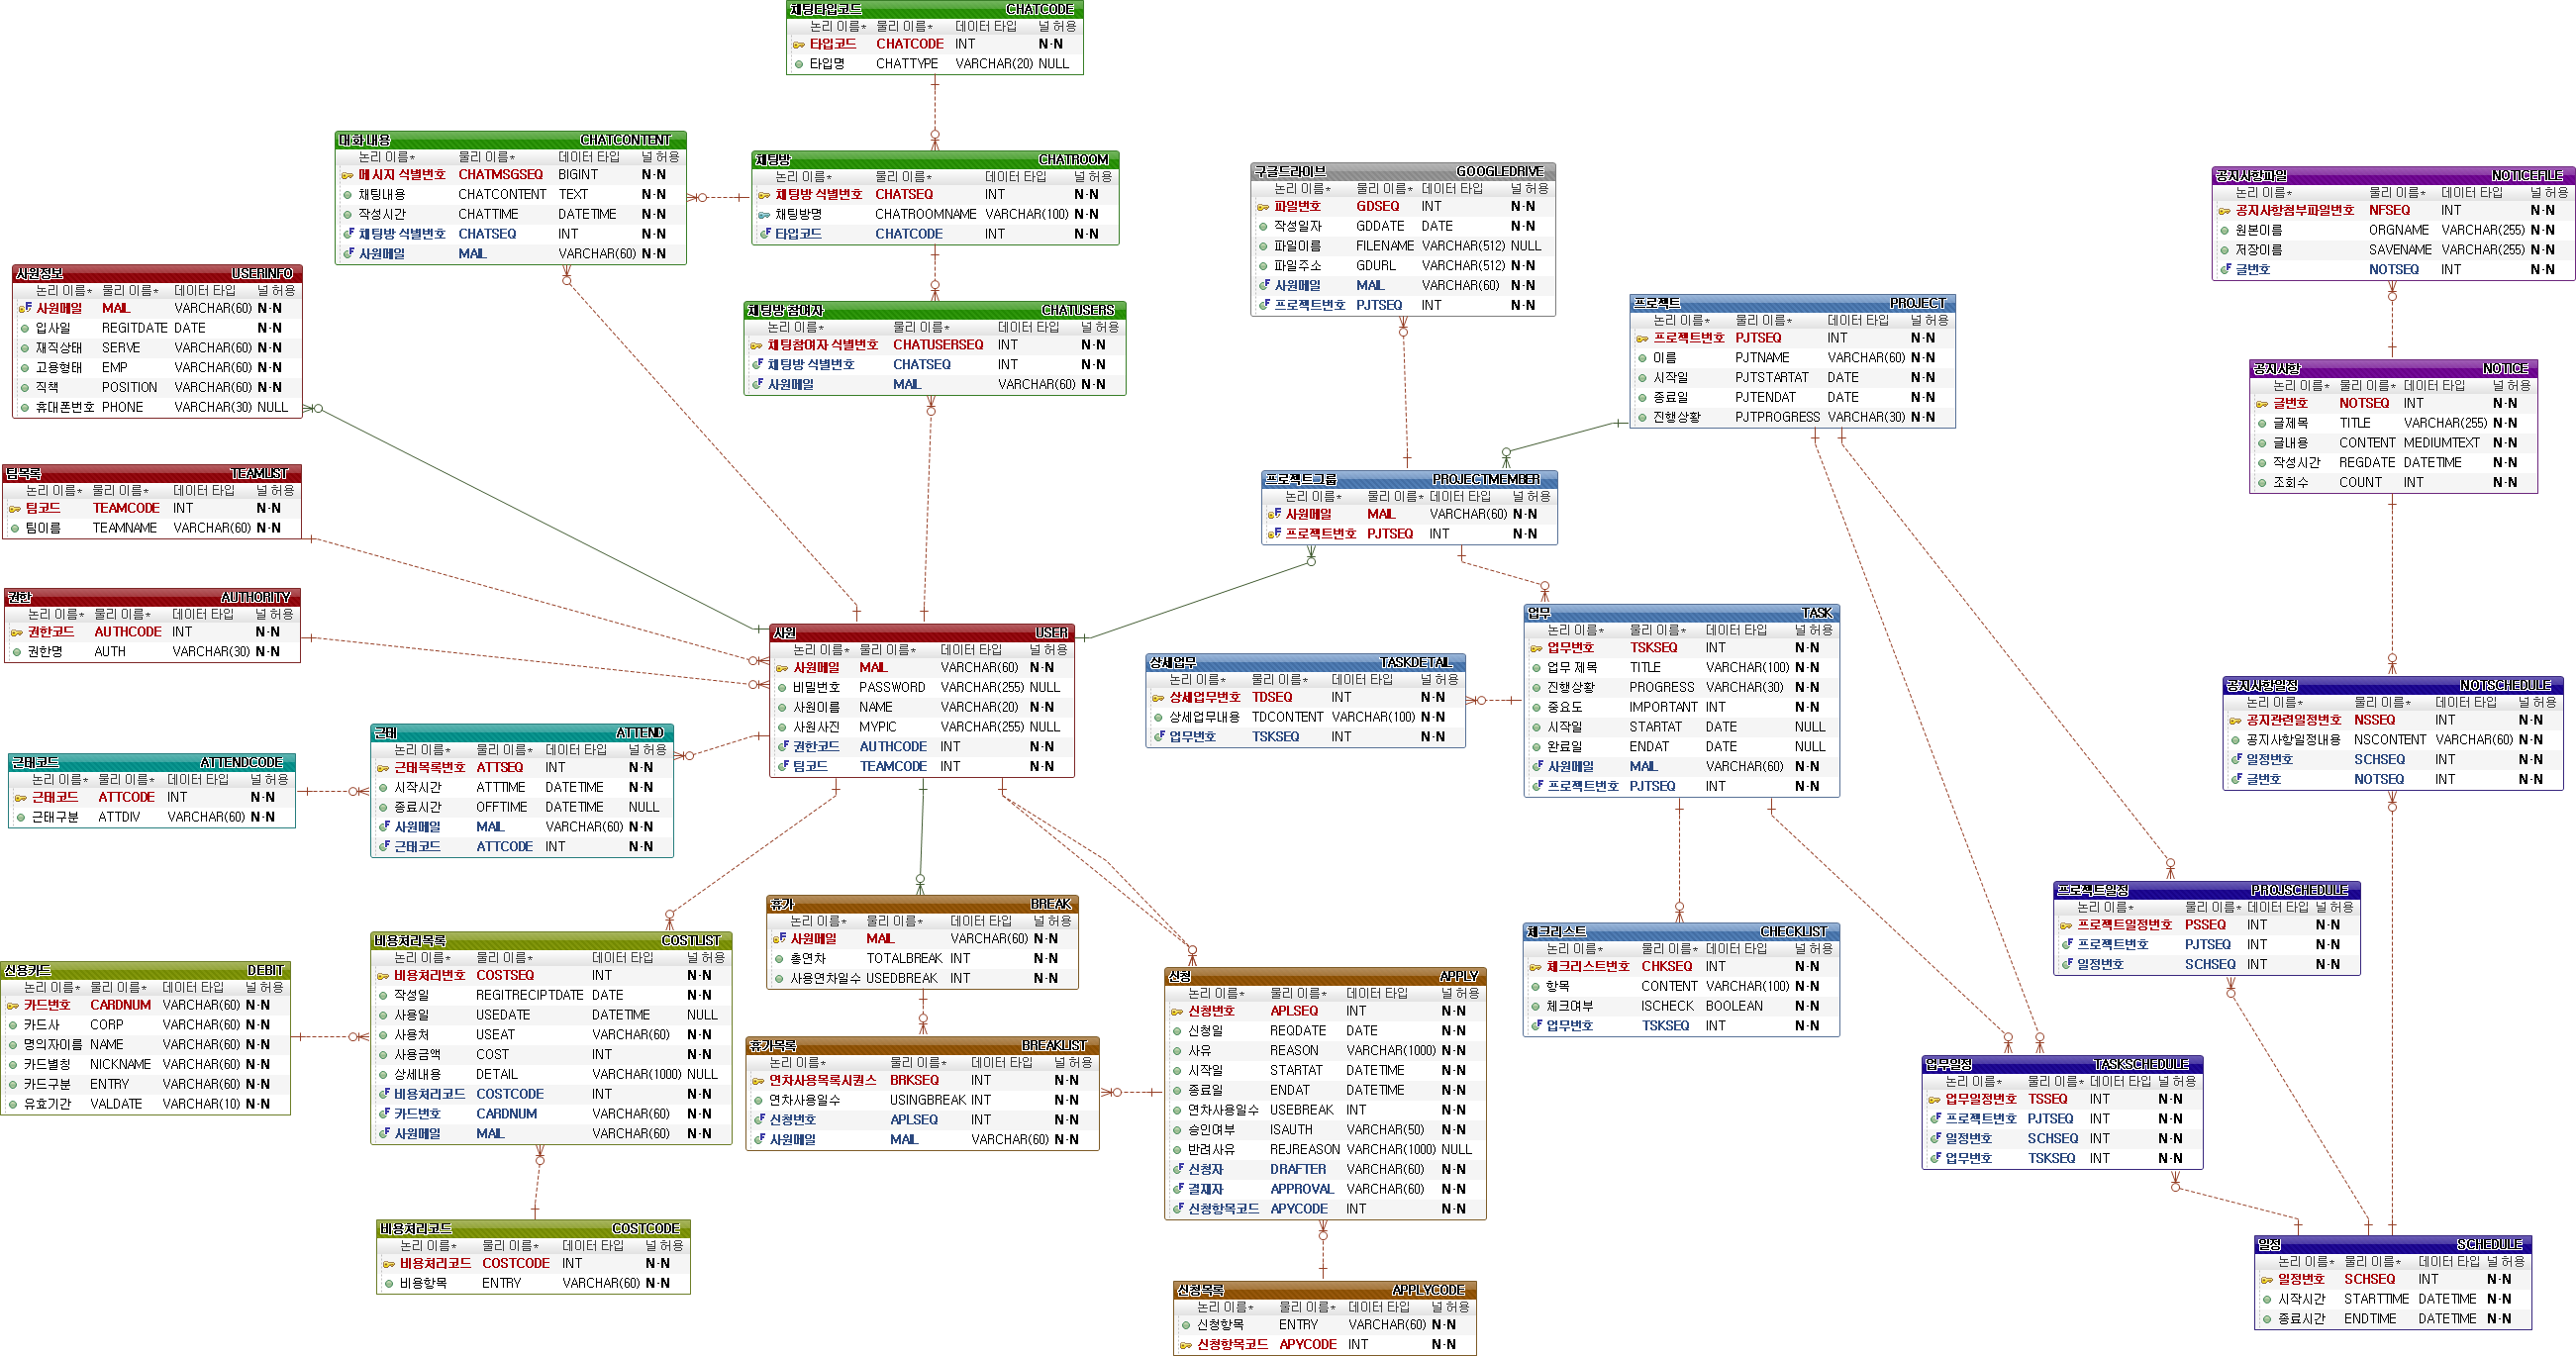 채팅타입코드 CHATCODE
논리 이름* 물리 이름* 데이터 타입 널 허용
타입코드 CHATCODE INT N-N
타입명 CHATTYPE VARCHAR(20) NULL
대화 내용 CHATCONTENT
논리 이름* 물리 이름* 데이터 타입 널 허용
메시지 식별번호 CHATMSGSEQ BIGINT N-N
채팅내용 CHATCONTENT TEXT N-N
작성시간 CHATTIME DATETIME N-N
채팅방 식별번호 CHATSEQ INT N-N
사원메일 MAIL VARCHAR(60) N-N
채팅방 CHATROOM
논리 이름* 물리 이름* 데이터 타입 널 허용
채팅방 식별번호 CHATSEQ INT N-N
채팅방명 CHATROOMNAME VARCHAR(100) N-N
타입코드 CHATCODE INT N-N
채팅방 참여자 CHATUSERS
논리 이름* 물리 이름* 데이터 타입 널 허용
채팅참여자 식별번호 CHATUSERSEQ INT N-N
채팅방 식별번호 CHATSEQ INT N-N
사원메일 MAIL VARCHAR(60) N-N
구글드라이브 GOOGLEDRIVE
논리 이름* 물리 이름* 데이터 타입 널 허용
파일번호 GDSEQ INT N-N
작성일자 GDDATE DATE N-N
파일이름 FILENAME VARCHAR(512) NULL
파일주소 GDURL VARCHAR(512) N-N
사원메일 MAIL VARCHAR(60) N-N
프로젝트번호 PJTSEQ INT N-N
프로젝트 PROJECT
논리 이름* 물리 이름* 데이터 타입 널 허용
프로젝트번호 PJTSEQ INT N-N
이름 PJTNAME VARCHAR(60) N-N
시작일 PJTSTARTAT DATE N-N
종료일 PJTENDAT DATE N-N
진행상황 PJTPROGRESS VARCHAR(30) N-N
공지사항파일 NOTICEFILE
논리 이름* 물리 이름* 데이터 타입 널 허용
공지사항첨부파일번호 NFSEQ INT N-N
원본이름 ORGNAME VARCHAR(255) N-N
저장이름 SAVENAME VARCHAR(255) N-N
글번호 NOTSEQ INT N-N
공지사항 NOTICE
논리 이름* 물리 이름* 데이터 타입 널 허용
글번호 NOTSEQ INT N-N
글제목 TITLE VARCHAR(255) N-N
글내용 CONTENT MEDIUMTEXT N-N
작성시간 REGDATE DATETIME N-N
조회수 COUNT INT N-N
사원정보 USERINFO
논리 이름* 물리 이름* 데이터 타입 널 허용
사원메일 MAIL VARCHAR(60) N-N
입사일 REGITDATE DATE N-N
재직상태 SERVE VARCHAR(60) N-N
고용형태 EMP VARCHAR(60) N-N
직책 POSITION VARCHAR(60) N-N
휴대폰번호 PHONE VARCHAR(30) NULL
팀목록 TEAMLIST
논리 이름* 물리 이름* 데이터 타입 널 허용
팀코드 TEAMCODE INT N-N
팀이름 TEAMNAME VARCHAR(60) N-N
권한 AUTHORITY
논리 이름* 물리 이름* 데이터 타입 널 허용
권한코드 AUTHCODE INT N-N
권한명 AUTH VARCHAR(30) N-N
프로젝트그룹 PROJECTMEMBER
논리 이름* 물리 이름* 데이터 타입 널 허용
사원메일 MAIL VARCHAR(60) N-N
프로젝트번호 PJTSEQ INT N-N
사원 USER
논리 이름* 물리 이름* 데이터 타입 널 허용
사원메일 MAIL VARCHAR(60) N-N
비밀번호 PASSWORD VARCHAR(255) NULL
사원이름 NAME VARCHAR(20) N-N
사원사진 MYPIC VARCHAR(255) NULL
권한코드 AUTHCODE INT N-N
팀코드 TEAMCODE INT N-N
상세업무 TASKDETAIL
논리 이름* 물리 이름* 데이터 타입 널 허용
상세업무번호 TDSEQ INT N-N
상세업무내용 TDCONTENT VARCHAR(100) N-N
업무번호 TSKSEQ INT N-N
업무 TASK
논리 이름* 물리 이름* 데이터 타입 널 허용
업무번호 TSKSEQ INT N-N
업무 제목 TITLE VARCHAR(100) N-N
진행상황 PROGRESS VARCHAR(30) N-N
중요도 IMPORTANT INT N-N
시작일 STARTAT DATE NULL
완료일 ENDAT DATE NULL
사원메일 MAIL VARCHAR(60) N-N
프로젝트번호 PJTSEQ INT N-N
공지사항일정 NOTSCHEDULE
논리 이름* 물리 이름* 데이터 타입 널 허용
공지관련일정번호 NSSEQ INT N-N
공지사항일정내용 NSCONTENT VARCHAR(60) N-N
일정번호 SCHSEQ INT N-N
글번호 NOTSEQ INT N-N
근태 ATTEND
논리 이름* 물리 이름* 데이터 타입 널 허용
근태목록번호 ATTSEQ INT N-N
시작시간 ATTTIME DATETIME N-N
종료시간 OFFTIME DATETIME NULL
사원메일 MAIL VARCHAR(60) N-N
근태코드 ATTCODE INT N-N
근태코드 ATTENDCODE
논리 이름* 물리 이름* 데이터 타입 널 허용
근태코드 ATTCODE INT N-N
근태구분 ATTDIV VARCHAR(60) N-N
휴가 BREAK
논리 이름* 물리 이름* 데이터 타입 널 허용
사원메일 MAIL VARCHAR(60) N-N
총연차 TOTALBREAK INT N-N
사용연차일수 USEDBREAK INT N-N
비용처리목록 COSTLIST
논리 이름* 물리 이름* 데이터 타입 널 허용
비용처리번호 COSTSEQ INT N-N
작성일 REGITRECIPTDATE DATE N-N
사용일 USEDATE DATETIME NULL
사용처 USEAT VARCHAR(60) N-N
사용금액 COST INT N-N
상세내용 DETAIL VARCHAR(1000) NULL
비용처리코드 COSTCODE INT N-N
카드번호 CARDNUM VARCHAR(60) N-N
사원메일 MAIL VARCHAR(60) N-N
신용카드 DEBIT
논리 이름* 물리 이름* 데이터 타입 널 허용
카드번호 CARDNUM VARCHAR(60) N-N
카드사 CORP VARCHAR(60) N-N
명의자이름 NAME VARCHAR(60) N-N
카드별칭 NICKNAME VARCHAR(60) N-N
카드구분 ENTRY VARCHAR(60) N-N
유효기간 VALDATE VARCHAR(10) N-N
휴가목록 BREAKLIST
논리 이름* 물리 이름* 데이터 타입 널 허용
연차사용목록시퀀스 BRKSEQ INT N-N
연차사용일수 USINGBREAK INT N-N
신청번호 APLSEQ INT N-N
사원메일 MAIL VARCHAR(60) N-N
신청 APPLY
논리 이름* 물리 이름* 데이터 타입 널 허용
신청번호 APLSEQ INT N-N
신청일 REQDATE DATE N-N
사유 REASON VARCHAR(1000) N-N
시작일 STARTAT DATETIME N-N
종료일 ENDAT DATETIME N-N
연차사용일수 USEBREAK INT N-N
승인여부 ISAUTH VARCHAR(50) N-N
반려사유 REJREASON VARCHAR(1000) NULL
신청자 DRAFTER VARCHAR(60) N-N
결재자 APPROVAL VARCHAR(60) N-N
신청항목코드 APYCODE INT N-N
체크리스트 CHECKLIST
논리 이름* 물리 이름* 데이터 타입 널 허용
체크리스트번호 CHKSEQ INT N-N
항목 CONTENT VARCHAR(100) N-N
체크여부 ISCHECK BOOLEAN N-N
업무번호 TSKSEQ INT N-N
프로젝트일정 PROJSCHEDULE
논리 이름* 물리 이름* 데이터 타입 널 허용
프로젝트일정번호 PSSEQ INT N-N
프로젝트번호 PJTSEQ INT N-N
일정번호 SCHSEQ INT N-N
업무일정 TASKSCHEDULE
논리 이름* 물리 이름* 데이터 타입 널 허용
업무일정번호 TSSEQ INT N-N
프로젝트번호 PJTSEQ INT N-N
일정번호 SCHSEQ INT N-N
업무번호 TSKSEQ INT N-N
비용처리코드 COSTCODE
논리 이름* 물리 이름* 데이터 타입 널 허용
비용처리코드 COSTCODE INT N-N
비용항목 ENTRY VARCHAR(60) N-N
신청목록 APPLYCODE
논리 이름* 물리 이름* 데이터 타입 널 허용
신청항목 ENTRY VARCHAR(60) N-N
신청항목코드 APYCODE INT N-N
일정 SCHEDULE
논리 이름* 물리 이름* 데이터 타입 널 허용
일정번호 SCHSEQ INT N-N
시작시간 STARTTIME DATETIME N-N
종료시간 ENDTIME DATETIME N-N